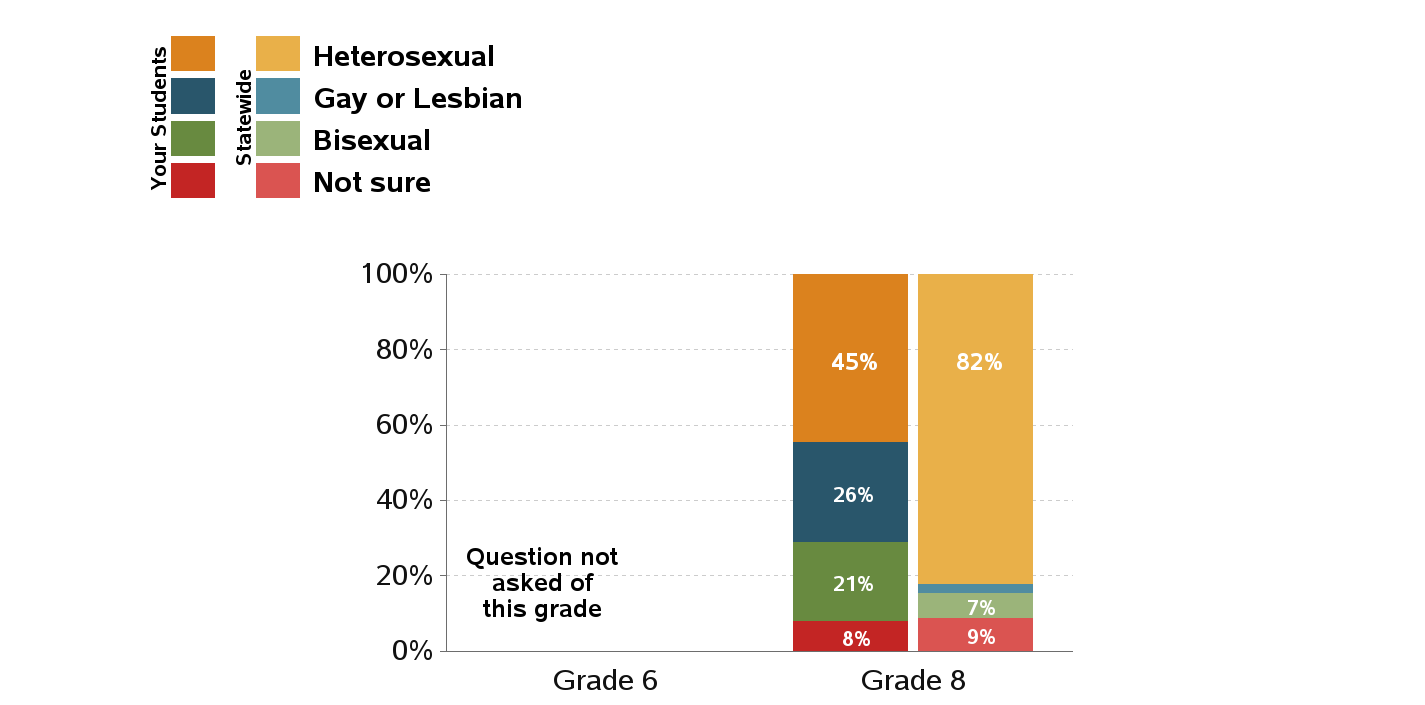 Your Students
Statewide
Heterosexual
Gay or Lesbian
Bisexual
Not sure
100%
80%
60%
40%
20%
0%
45%
82%
26%
21%
7%
8%
9%
Question not
asked of
this grade
Grade 6
Grade 8